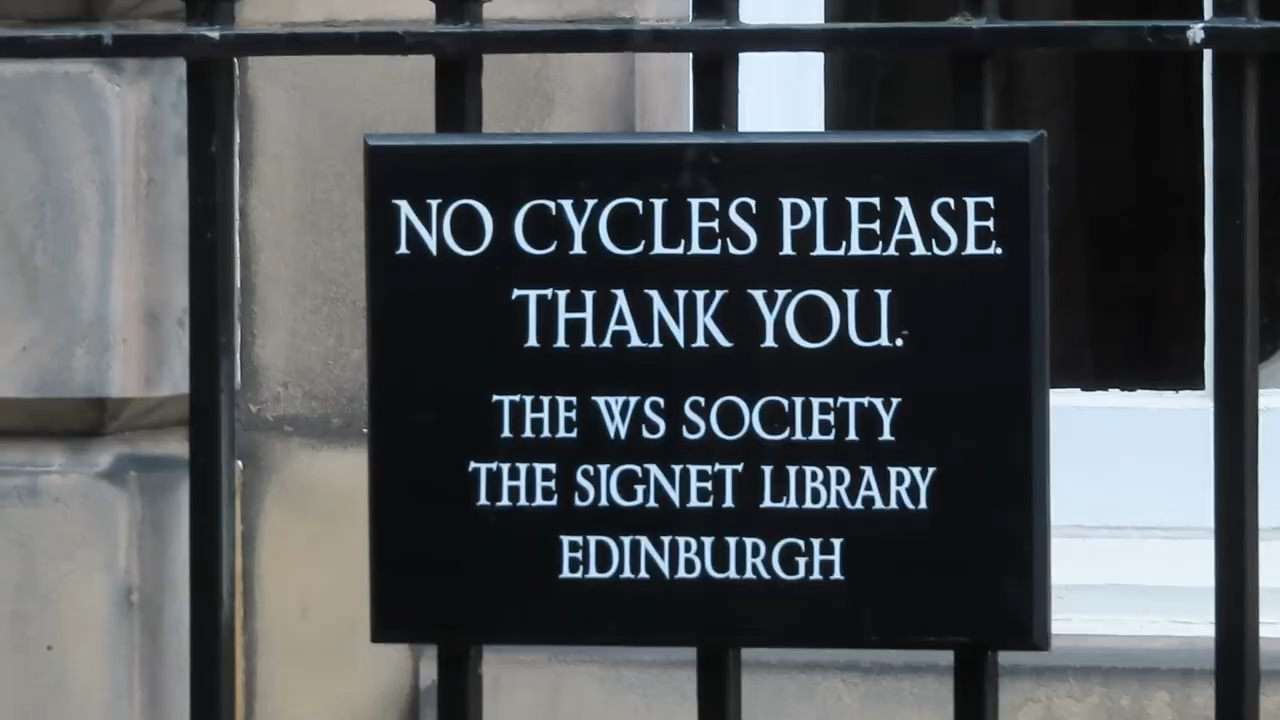 NO CYCLES PLEASE.
THANK YOU.
THE WS SOCIETY
THE SIGNET LIBRARY
EDINBURGH